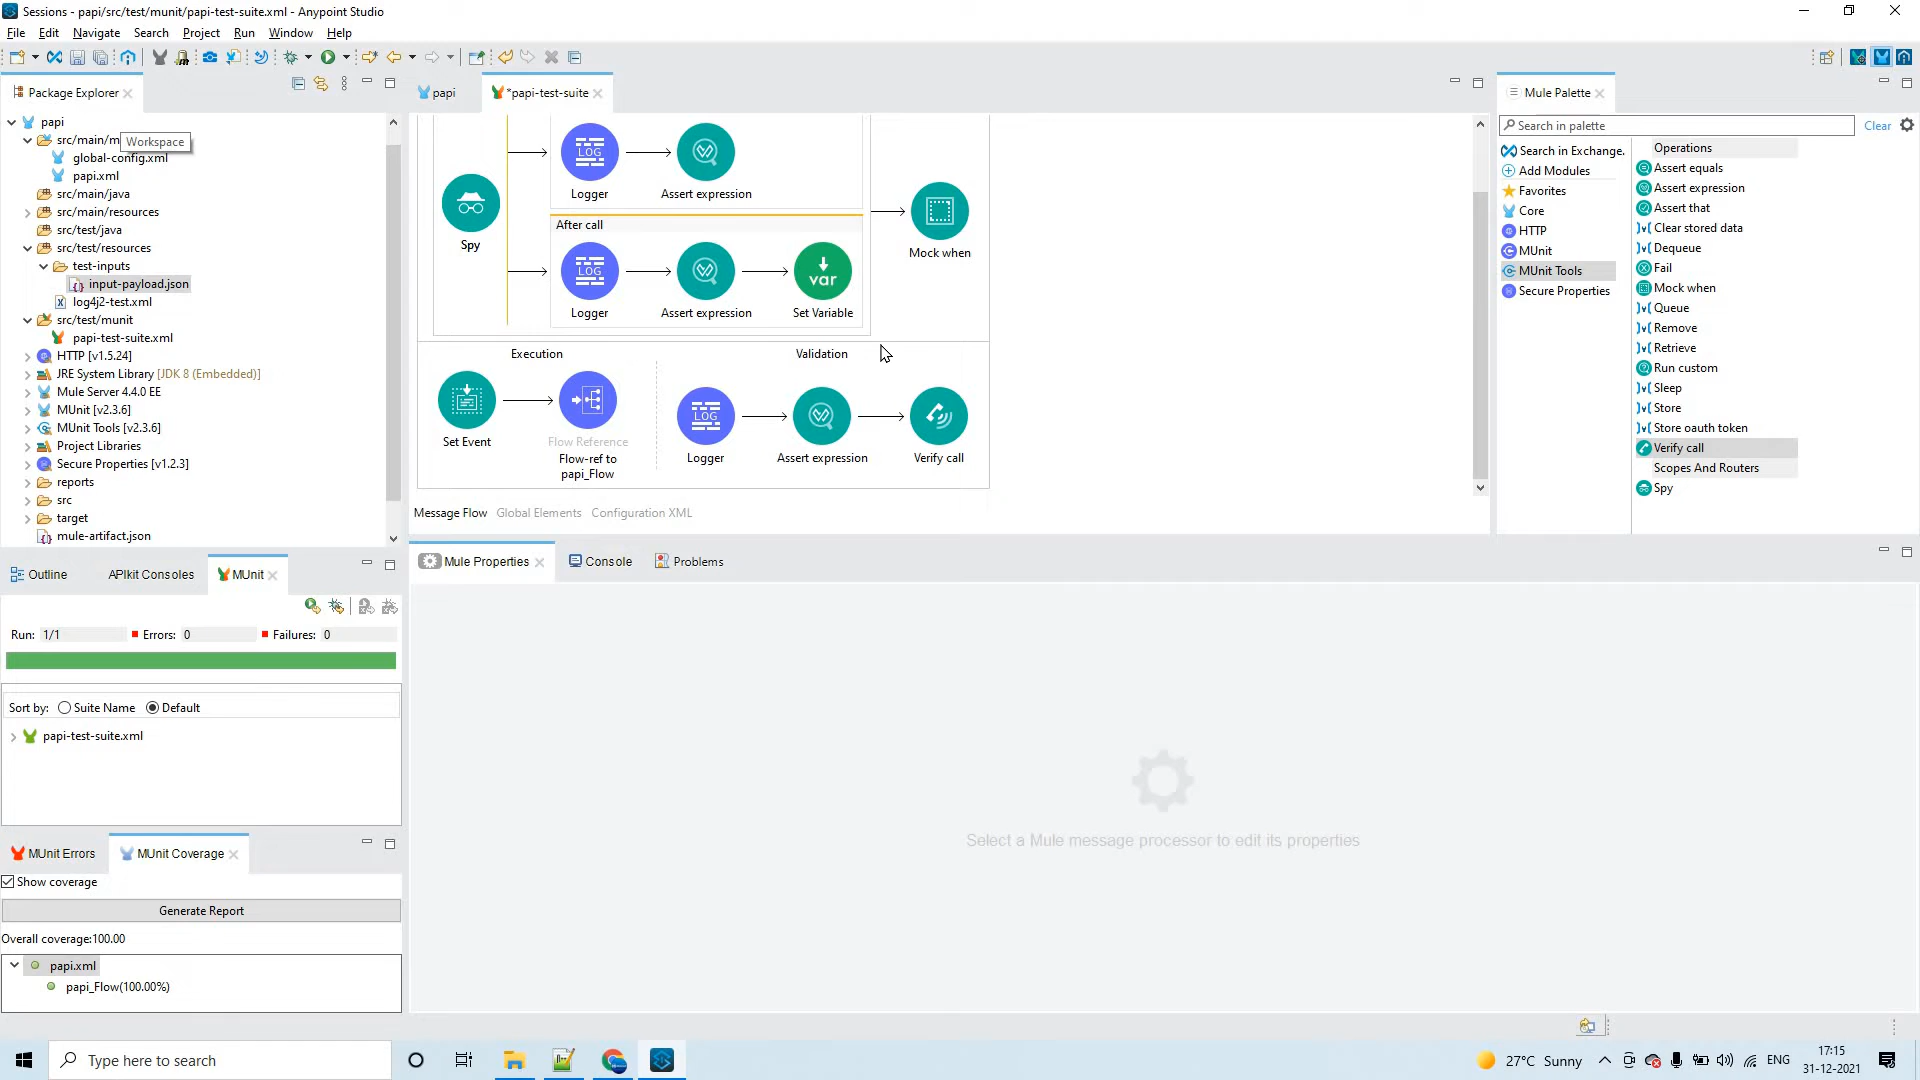 Sessions - papi/src/test/munit/papi-test-suite.xml - Anypoint Studio
File Edit Navigate Search Project Run Window Help
Package Explorer
papi
src/main/m
Workspace
global-config.xml
papi.xml
src/main/java
src/main/resources
src/test/java
src/test/resources
test-inputs
input-payload.json
log4j2-test.xml
src/test/munit
papi-test-suite.xml
HTTP [v1.5.24]
JRE System Library [JDK 8 (Embedded)]
Mule Server 4.4.0 EE
MUnit [v2.3.6]
MUnit Tools [v2.3.6]
Project Libraries
Secure Properties [v1.2.3]
reports
src
target
mule-artifact.json
papi
*papi-test-suite
LOG
Logger
Assert expression
Spy
Mock when
After call
LOG
var
Logger
Assert expression
Set Variable
Execution
Validation
LOG
Set Event
Flow Reference
Flow-ref to
papi_Flow
Logger
Assert expression
Verify call
Message Flow Global Elements Configuration XML
Mule Palette
Search in palette
Clear
Search in Exchange.
Add Modules
Favorites
Core
HTTP
MUnit
MUnit Tools
Secure Properties
Operations
Assert equals
Assert expression
Assert that
Clear stored data
Dequeue
Fail
Mock when
Queue
Remove
Retrieve
Run custom
Sleep
Store
Store oauth token
Verify call
Scopes And Routers
Spy
Outline
APIkit Consoles
MUnit
Run: 1/1
Errors: 0
Failures: 0
Sort by: Suite Name Default
papi-test-suite.xml
MUnit Errors
MUnit Coverage
Show coverage
Generate Report
Overall coverage:100.00
papi.xml
papi_Flow(100.00%)
Mule Properties
Console
Problems
Select a Mule message processor to edit its properties
Type here to search
27°C Sunny
ENG
17:15
31-12-2021